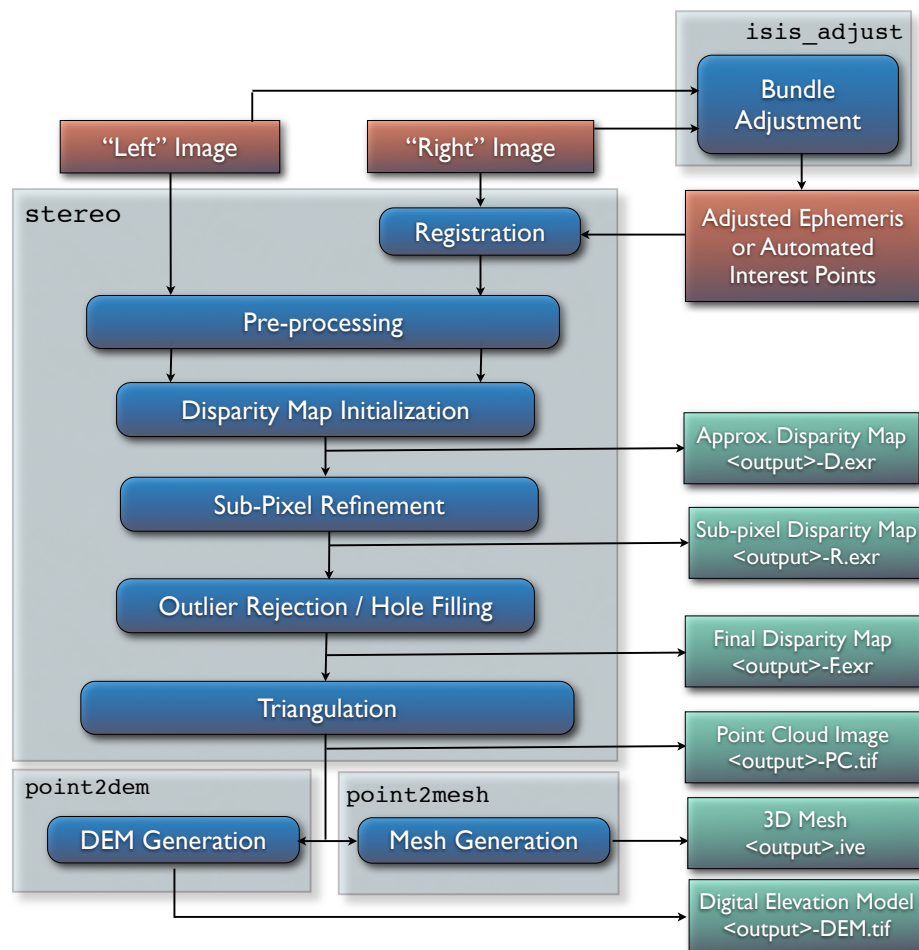 isis_adjust
Bundle
Adjustment
“Left” Image
“Right” Image
stereo
Registration
Adjusted Ephemeris
or Automated
Interest Points
Pre-processing
Disparity Map Initialization
Approx. Disparity Map
<output>-D.exr
Sub-Pixel Refinement
Sub-pixel Disparity Map
<output>-R.exr
Outlier Rejection / Hole Filling
Final Disparity Map
<output>-F.exr
Triangulation
Point Cloud Image
<output>-PC.tif
point2dem
DEM Generation
point2mesh
Mesh Generation
3D Mesh
<output>.ive
Digital Elevation Model
<output>-DEM.tif